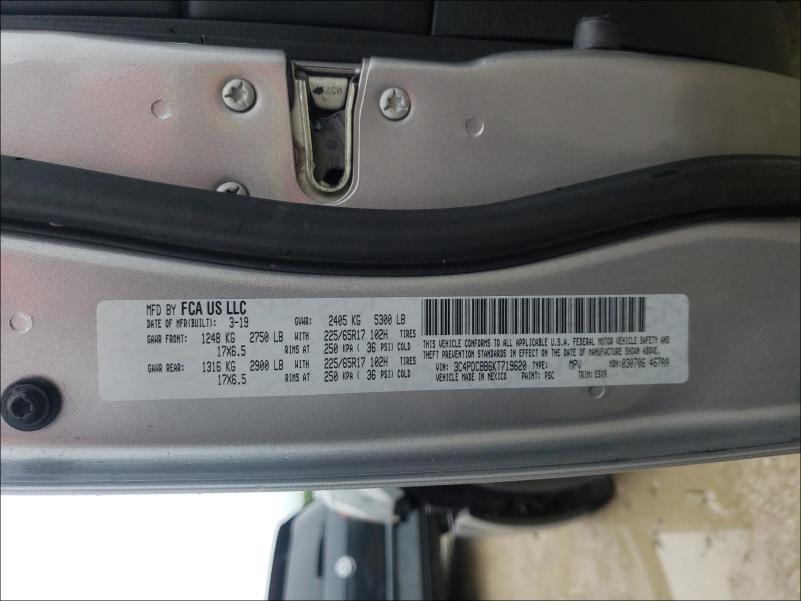 MFD BY FCA US LLC
DATE OF MFR(BUILT): 3-19 GVWR: 2405 KG 5300 LB
GAWR FRONT: 1248 KG 2750 LB WITH 225/65R17 102H TIRES
17X6.5 RIMS AT 250 KPA ( 36 PSI) COLD
GAWR REAR: 1316 KG 2900 LB WITH 225/65R17 102H TIRES
17X6.5 RIMS AT 250 KPA ( 36 PSI) COLD
THIS VEHICLE CONFORMS TO ALL APPLICABLE U.S.A. FEDERAL MOTOR VEHICLE SAFETY AND
THEFT PREVENTION STANDARDS IN EFFECT ON THE DATE OF MANUFACTURE SHOWN ABOVE.
VIN: 3C4PDCBB6KT719620 TYPE: MPV MDH: 030706 467AA
VEHICLE MADE IN MEXICO PAINT: PSC TRIM: